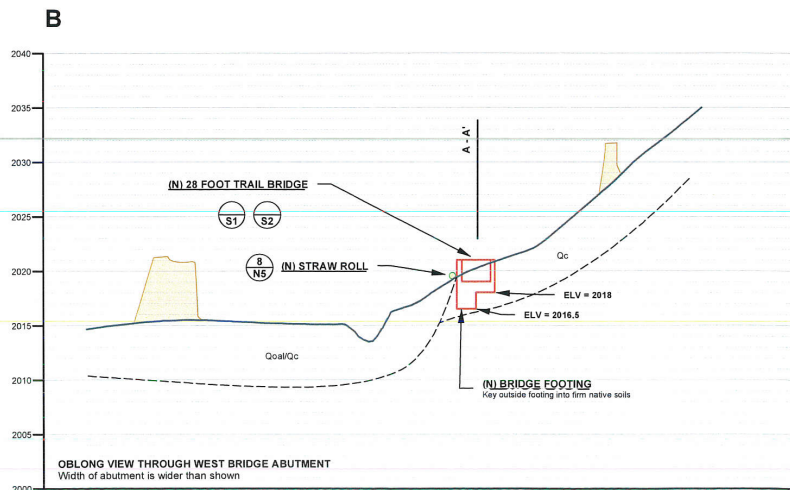 B
2040
2035
2030
2025
2020
2015
2010
2005
2000
A - A'
(N) 28 FOOT TRAIL BRIDGE
S1
S2
8
N5
(N) STRAW ROLL
Qc
ELV = 2018
ELV = 2016.5
Qoal/Qc
(N) BRIDGE FOOTING
Key outside footing into firm native soils
OBLONG VIEW THROUGH WEST BRIDGE ABUTMENT
Width of abutment is wider than shown